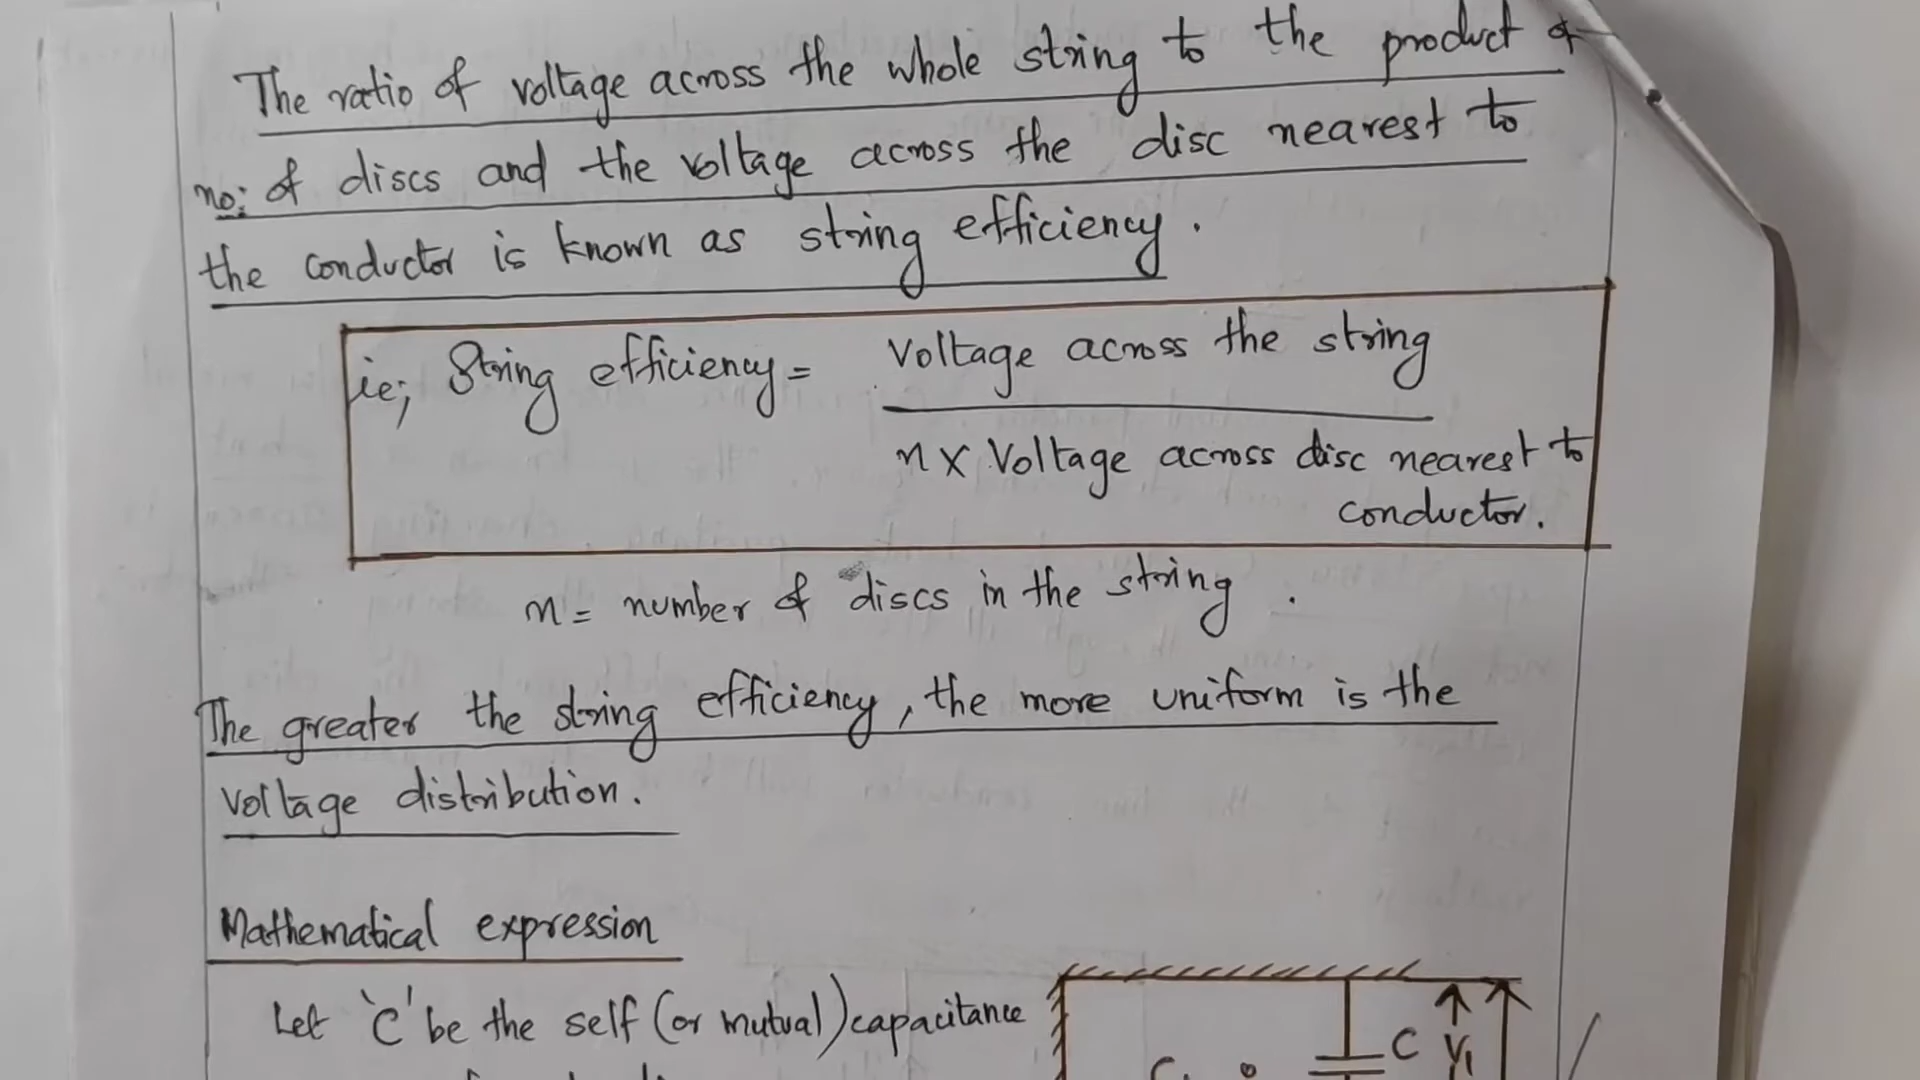 The ratio of voltage across the whole string to the product of
no: of discs and the voltage across the disc nearest to
the conductor is known as string efficiency.
ie; String efficiency = Voltage across the string
n x Voltage across disc nearest to
conductor.
n = number of discs in the string.
The greater the string efficiency, the more uniform is the
voltage distribution.
Mathematical expression
Let 'C' be the self (or mutual) capacitance
C V1